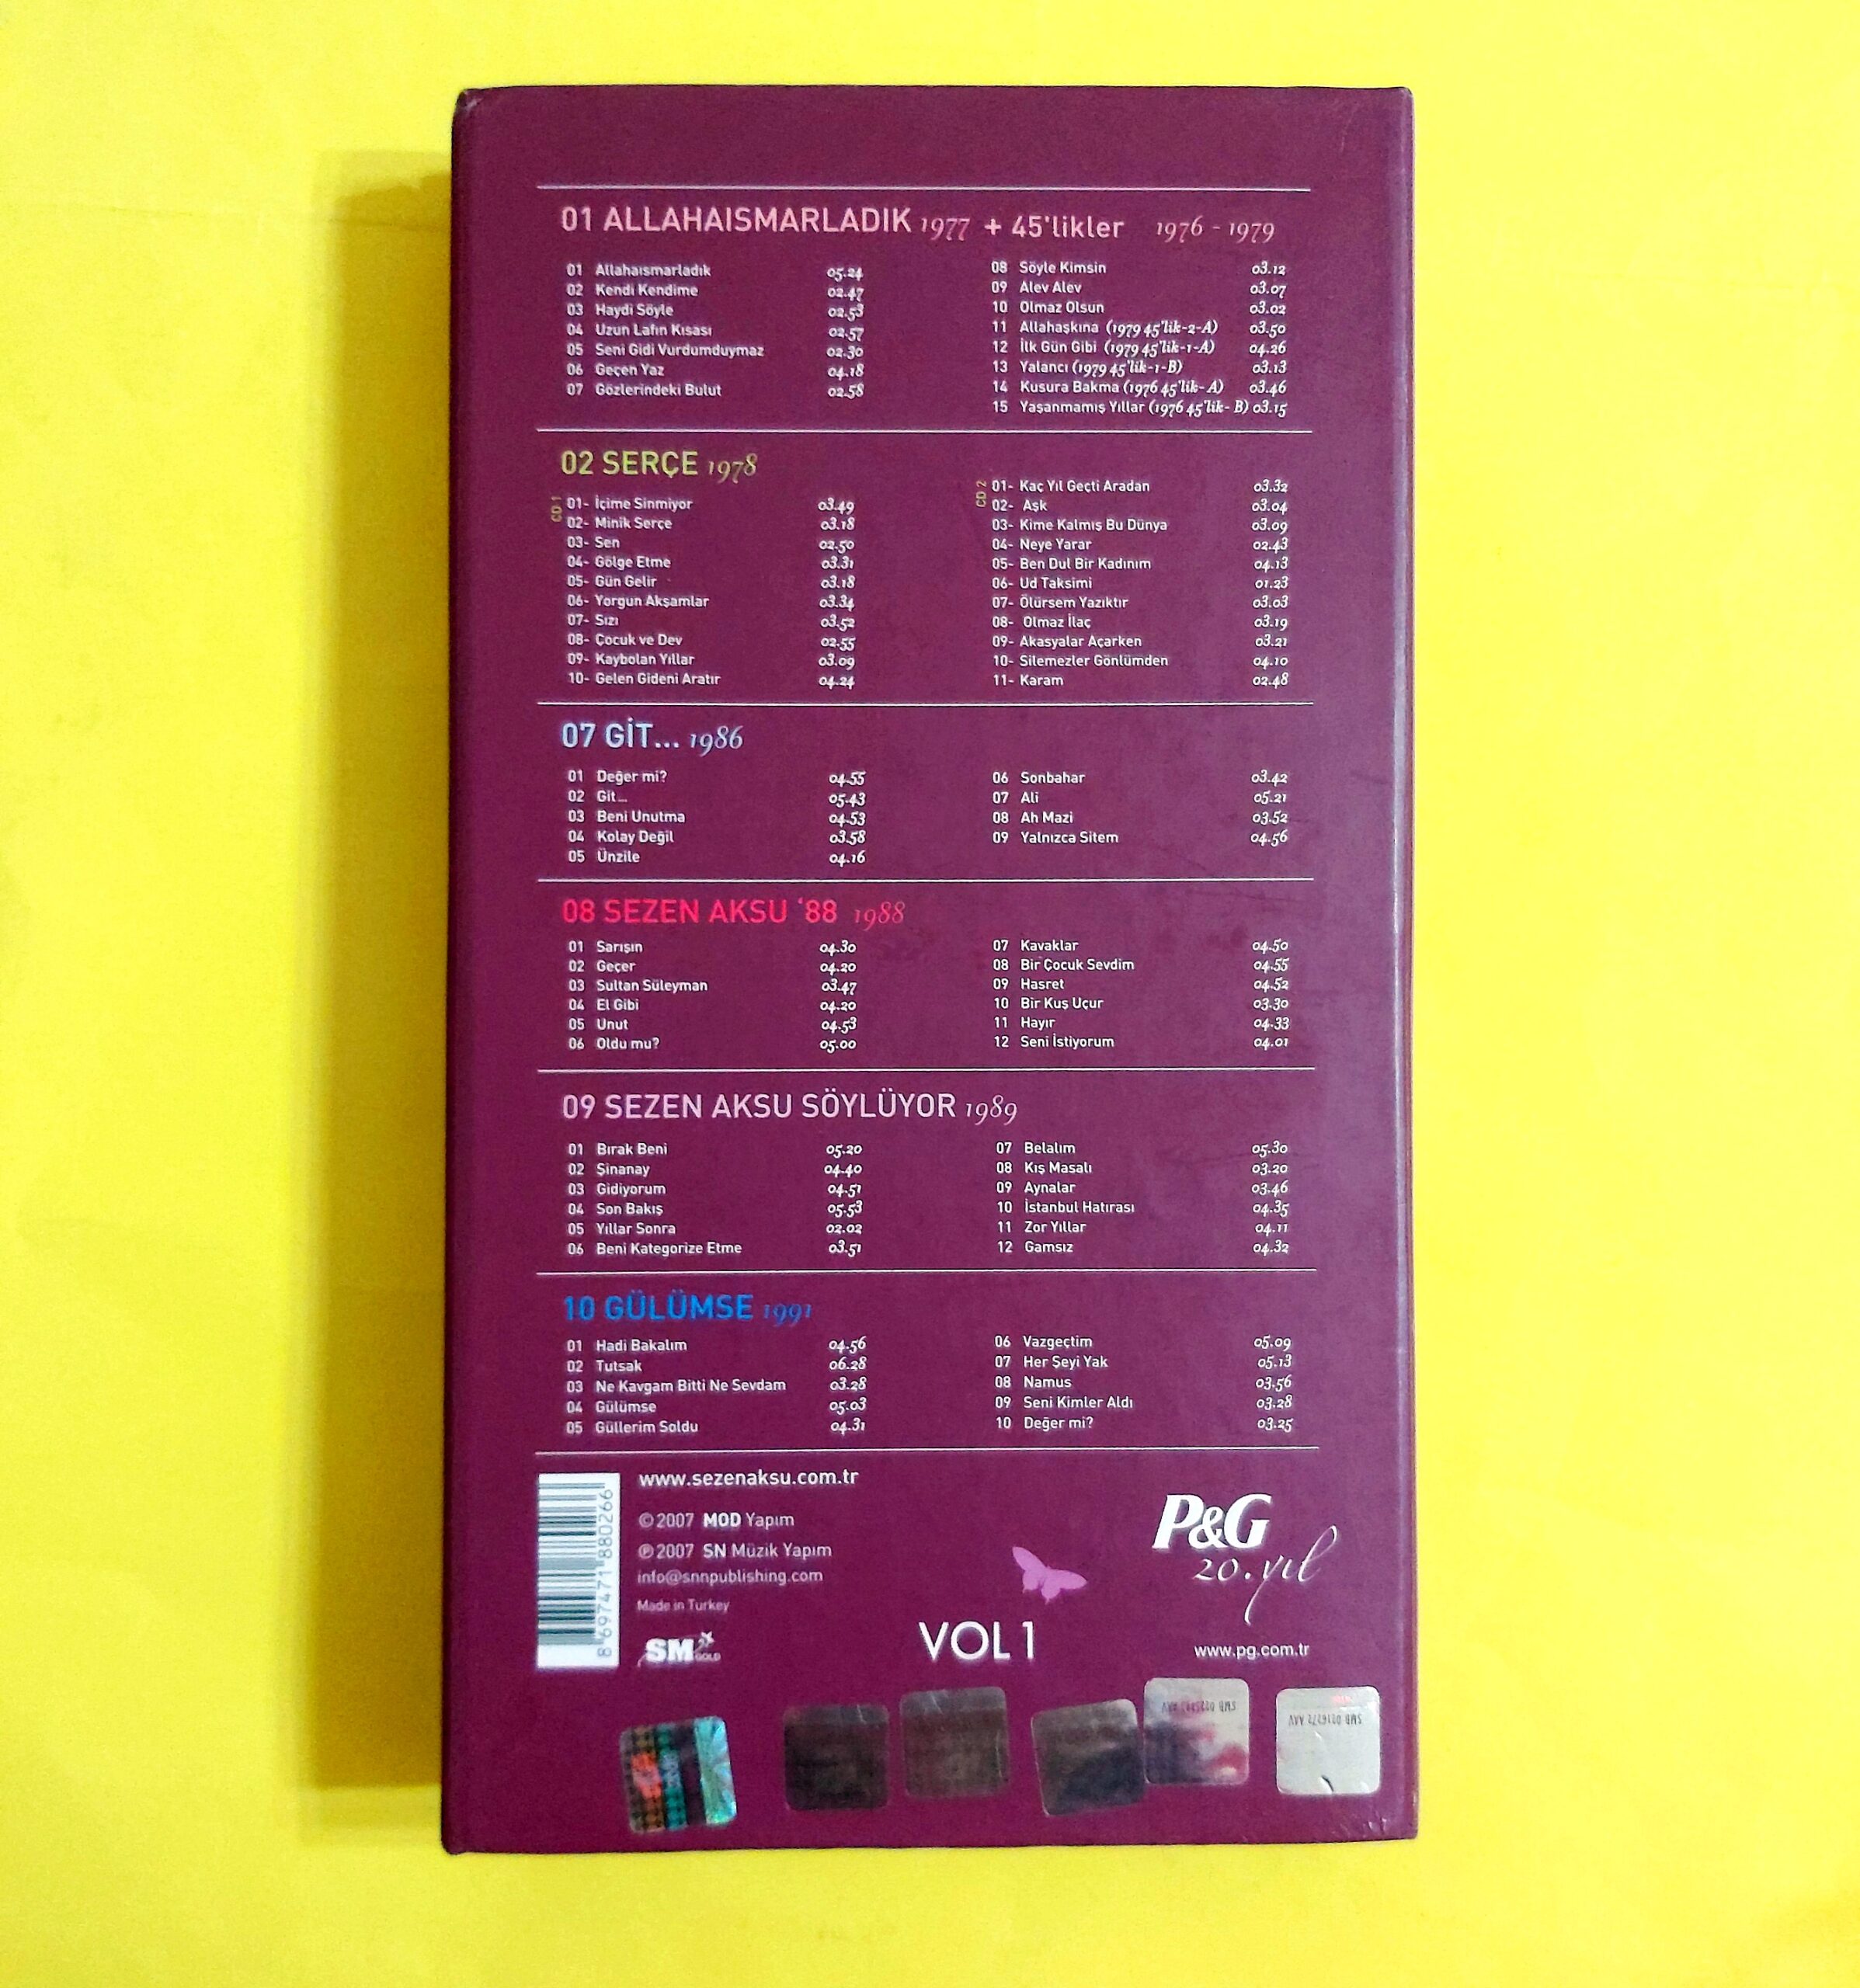 01 ALLAHAISMARLADIK 1977 + 45'likler 1976 - 1979
01 Allahaısmarladık 05.24
02 Kendi Kendime 02.47
03 Haydi Söyle 02.53
04 Uzun Lafın Kısası 02.57
05 Seni Gidi Vurdumduymaz 02.30
06 Geçen Yaz 04.18
07 Gözlerindeki Bulut 02.58
08 Söyle Kimsin 03.12
09 Alev Alev 03.07
10 Olmaz Olsun 03.02
11 Allahaşkına (1979 45'lik-2-A) 03.50
12 İlk Gün Gibi (1979 45'lik-1-A) 04.26
13 Yalancı (1979 45'lik-1-B) 03.13
14 Kusura Bakma (1976 45'lik- A) 03.46
15 Yaşanmamış Yıllar (1976 45'lik- B) 03.15
02 SERÇE 1978
CD 1
01- İçime Sinmiyor 03.49
02- Minik Serçe 03.18
03- Sen 02.50
04- Gölge Etme 03.31
05- Gün Gelir 03.18
06- Yorgun Akşamlar 03.34
07- Sızı 03.52
08- Çocuk ve Dev 02.55
09- Kaybolan Yıllar 03.09
10- Gelen Gideni Aratır 04.24
CD 2
01- Kaç Yıl Geçti Aradan 03.32
02- Aşk 03.04
03- Kime Kalmış Bu Dünya 03.09
04- Neye Yarar 02.43
05- Ben Dul Bir Kadınım 04.13
06- Ud Taksimi 01.23
07- Ölürsem Yazıktır 03.03
08- Olmaz İlaç 03.19
09- Akasyalar Açarken 03.21
10- Silemezler Gönlümden 04.10
11- Karam 02.48
07 GİT... 1986
01 Değer mi? 04.55
02 Git... 05.43
03 Beni Unutma 04.53
04 Kolay Değil 03.58
05 Ünzile 04.16
06 Sonbahar 03.42
07 Ali 05.21
08 Ah Mazi 03.52
09 Yalnızca Sitem 04.56
08 SEZEN AKSU '88 1988
01 Sarışın 04.30
02 Geçer 04.20
03 Sultan Süleyman 03.47
04 El Gibi 04.20
05 Unut 04.53
06 Oldu mu? 05.00
07 Kavaklar 04.50
08 Bir Çocuk Sevdim 04.55
09 Hasret 04.52
10 Bir Kuş Uçur 03.30
11 Hayır 04.33
12 Seni İstiyorum 04.01
09 SEZEN AKSU SÖYLÜYOR 1989
01 Bırak Beni 05.20
02 Şinanay 04.40
03 Gidiyorum 04.51
04 Son Bakış 05.53
05 Yıllar Sonra 02.02
06 Beni Kategorize Etme 03.51
07 Belalım 05.30
08 Kış Masalı 03.20
09 Aynalar 03.46
10 İstanbul Hatırası 04.35
11 Zor Yıllar 04.11
12 Gamsız 04.32
10 GÜLÜMSE 1991
01 Hadi Bakalım 04.56
02 Tutsak 06.28
03 Ne Kavgam Bitti Ne Sevdam 03.28
04 Gülümse 05.03
05 Güllerim Soldu 04.31
06 Vazgeçtim 05.09
07 Her Şeyi Yak 05.13
08 Namus 03.56
09 Seni Kimler Aldı 03.28
10 Değer mi? 03.25
8 697471 880266
www.sezenaksu.com.tr
© 2007 MOD Yapım
℗ 2007 SN Müzik Yapım
info@snnpublishing.com
Made in Turkey
SM GOLD
VOL 1
P&G
20.yıl
www.pg.com.tr
SMB 0216272 AAV